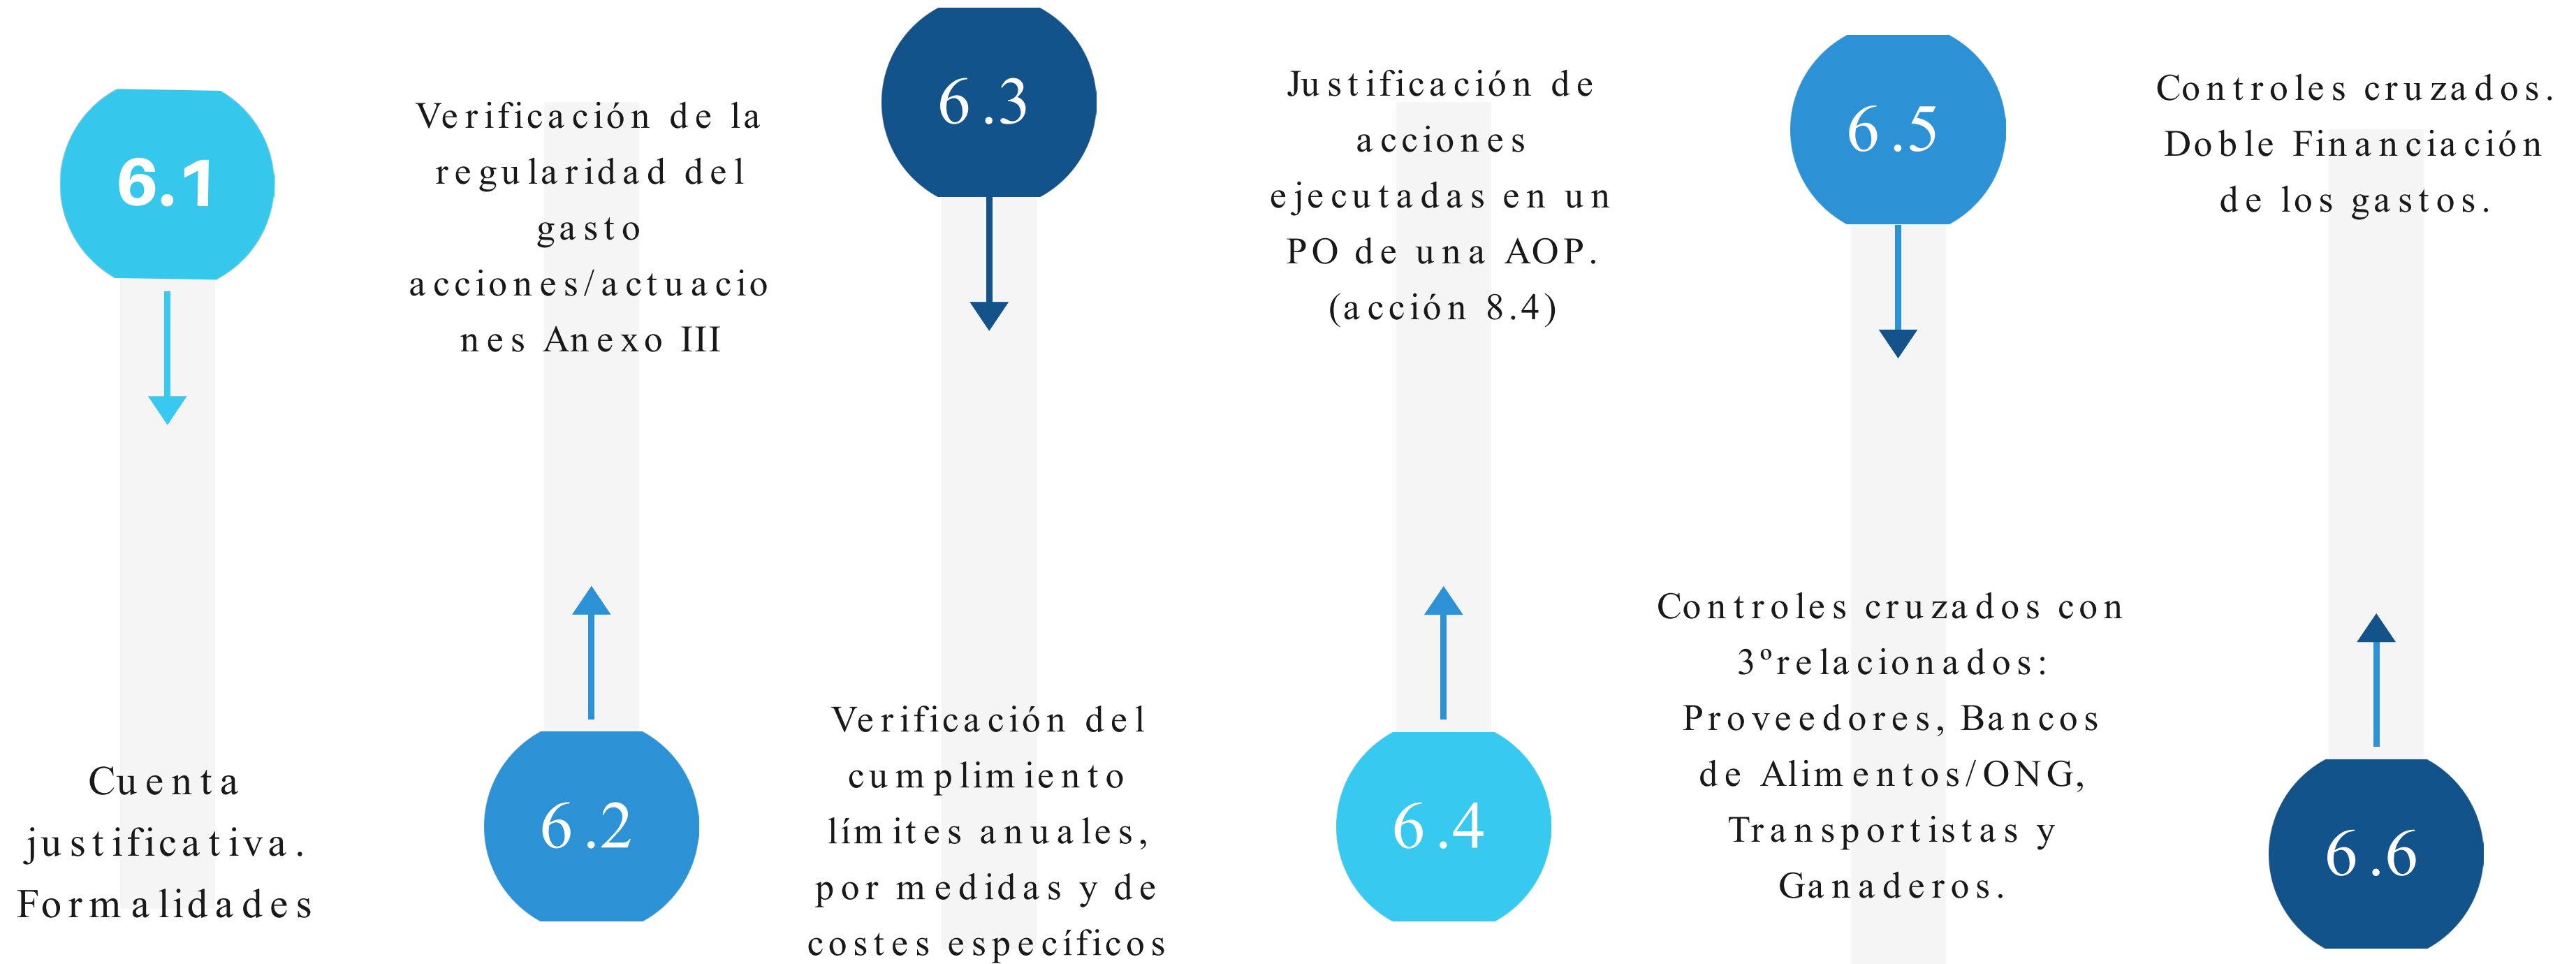 6.1
Cuenta
justificativa.
Formalidades
Verificación de la
regularidad del
gasto
acciones/actuacio
nes Anexo III
6.2
6.3
Verificación del
cumplimiento
límites anuales,
por medidas y de
costes específicos
Justificación de
acciones
ejecutadas en un
PO de una AOP.
(acción 8.4)
6.4
6.5
Controles cruzados con
3ºrelacionados:
Proveedores, Bancos
de Alimentos/ONG,
Transportistas y
Ganaderos.
Controles cruzados.
Doble Financiación
de los gastos.
6.6